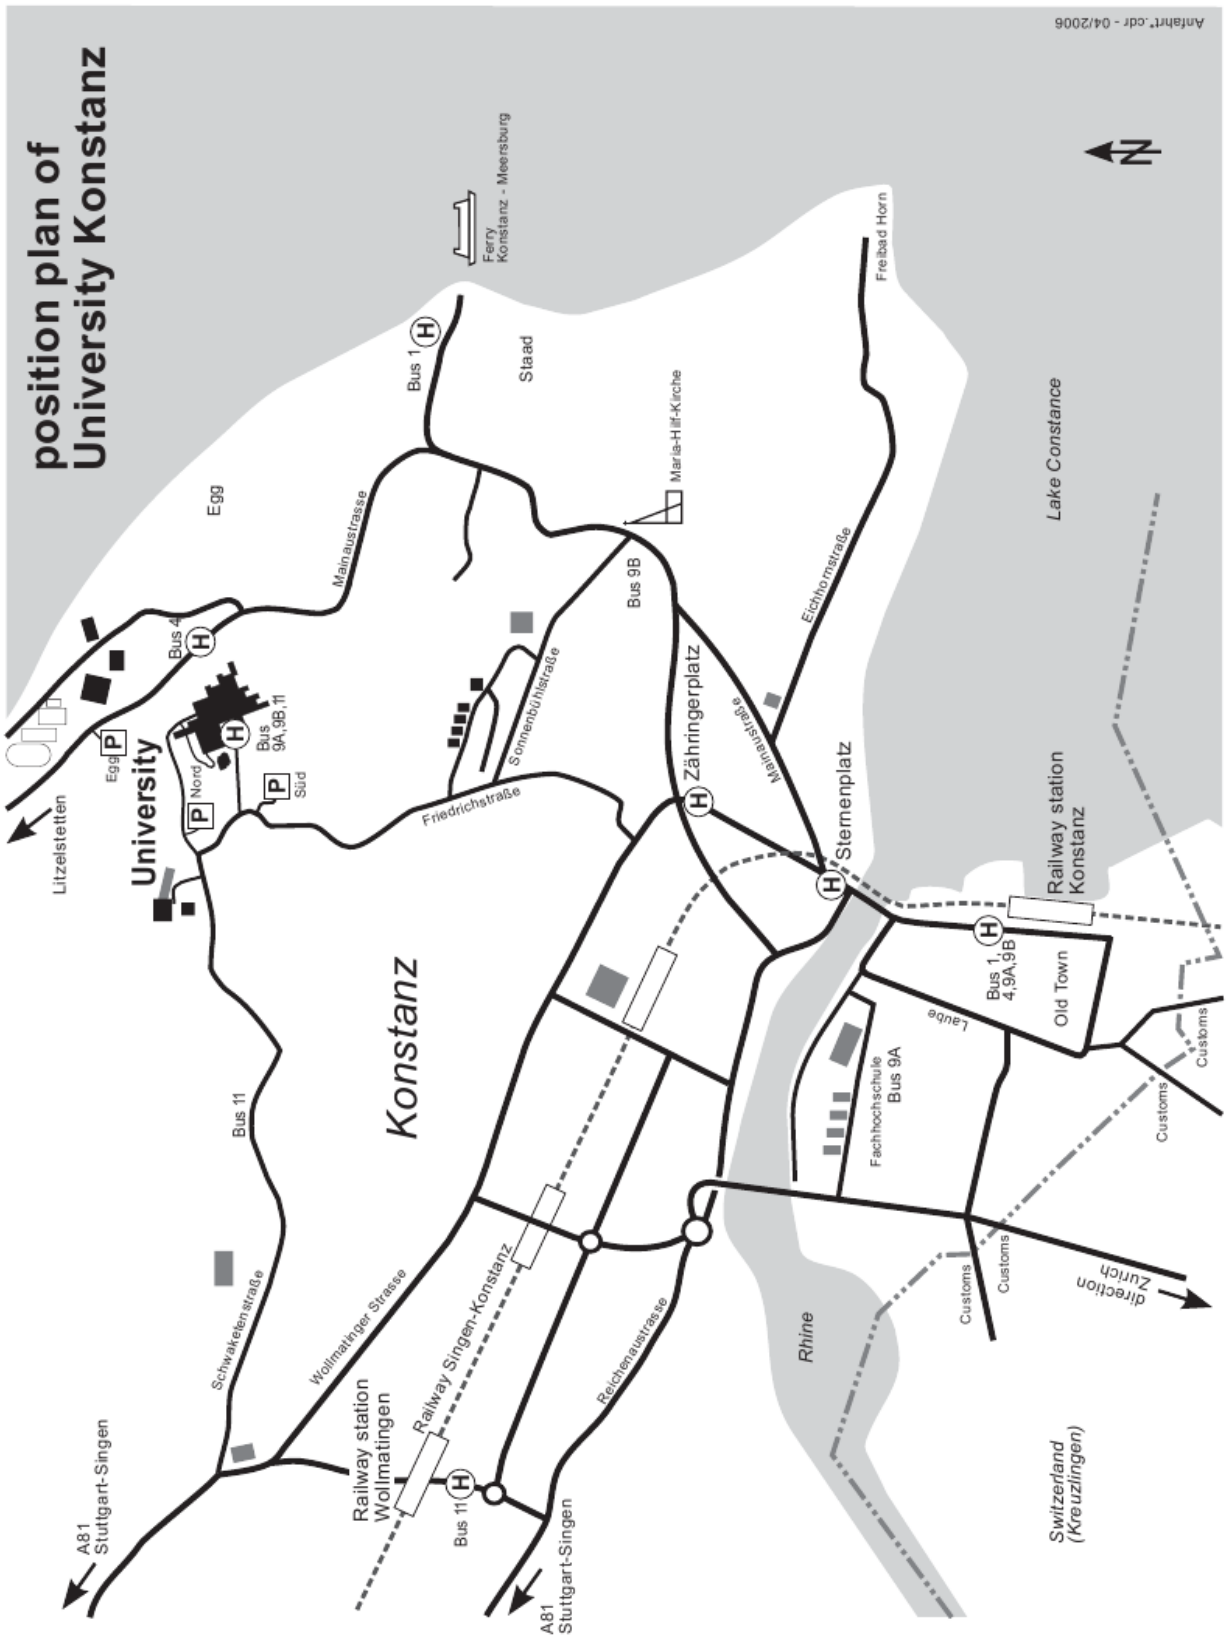 position plan of
University Konstanz
Anfahrt*.cdr - 04/2006
N
Ferry
Konstanz - Meersburg
Freibad Horn
Bus 1
H
Staad
Maria-Hilf-Kirche
Lake Constance
Egg
Mainaustrasse
Bus 4
H
Bus 9B
Eichhornstraße
Litzelstetten
Egg
P
University
Nord
P
H
Bus
9A,9B,11
P
Süd
Sonnenbühlstraße
Friedrichstraße
Zähringerplatz
H
Mainaustraße
Sternenplatz
H
Railway station
Konstanz
Konstanz
Bus 11
H
Bus 1,
4,9A,9B
Old Town
Laube
Fachhochschule
Bus 9A
Customs
Customs
Customs
Customs
direction
Zurich
Schwaketenstraße
Wollmatinger Strasse
Railway Singen-Konstanz
Reichenaustrasse
Rhine
Railway station
Wollmatingen
H
Bus 11
A81
Stuttgart-Singen
A81
Stuttgart-Singen
Switzerland
(Kreuzlingen)